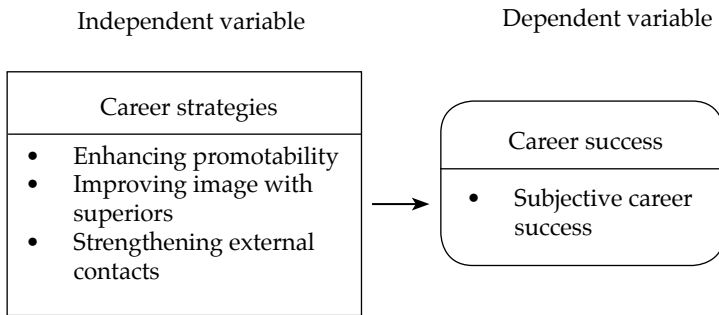 Independent variable
Dependent variable
Career strategies
• Enhancing promotability
• Improving image with
superiors
• Strengthening external
contacts
Career success
• Subjective career
success